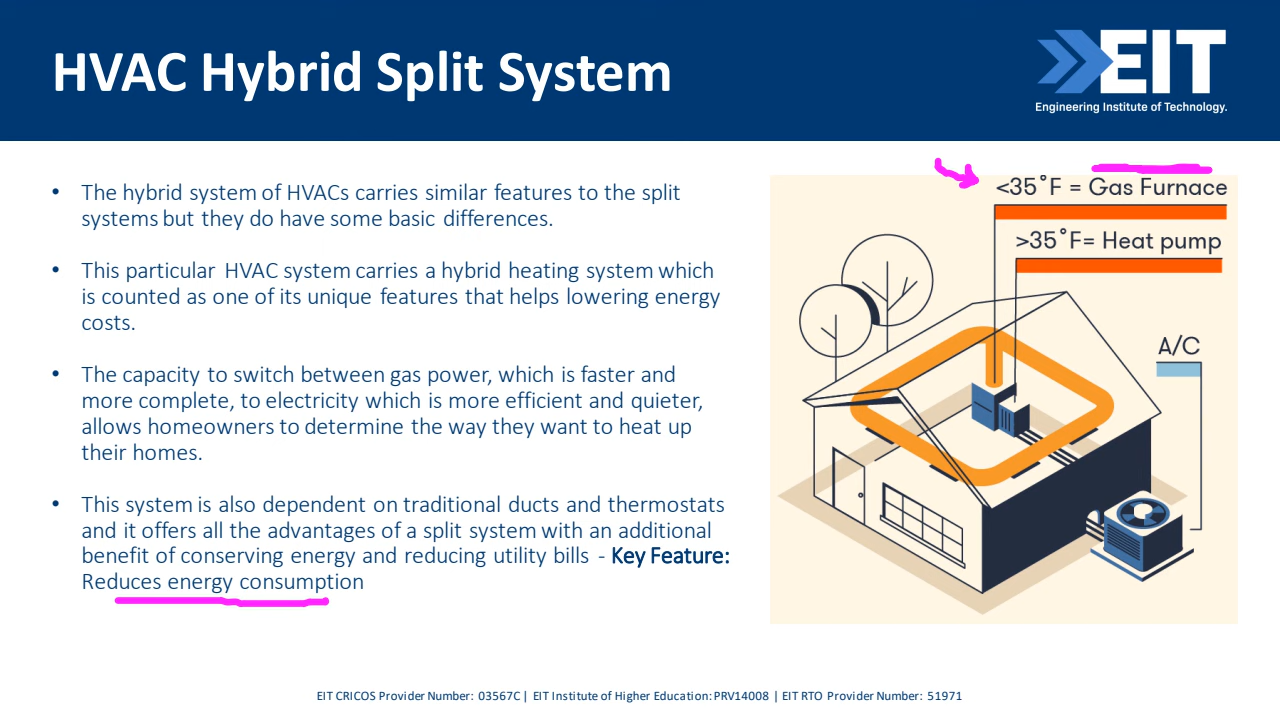 HVAC Hybrid Split System
EIT
Engineering Institute of Technology.
• The hybrid system of HVACs carries similar features to the split
systems but they do have some basic differences.
• This particular HVAC system carries a hybrid heating system which
is counted as one of its unique features that helps lowering energy
costs.
• The capacity to switch between gas power, which is faster and
more complete, to electricity which is more efficient and quieter,
allows homeowners to determine the way they want to heat up
their homes.
• This system is also dependent on traditional ducts and thermostats
and it offers all the advantages of a split system with an additional
benefit of conserving energy and reducing utility bills - Key Feature:
Reduces energy consumption
<35°F = Gas Furnace
>35°F= Heat pump
A/C
EIT CRICOS Provider Number: 03567C | EIT Institute of Higher Education: PRV14008 | EIT RTO Provider Number: 51971